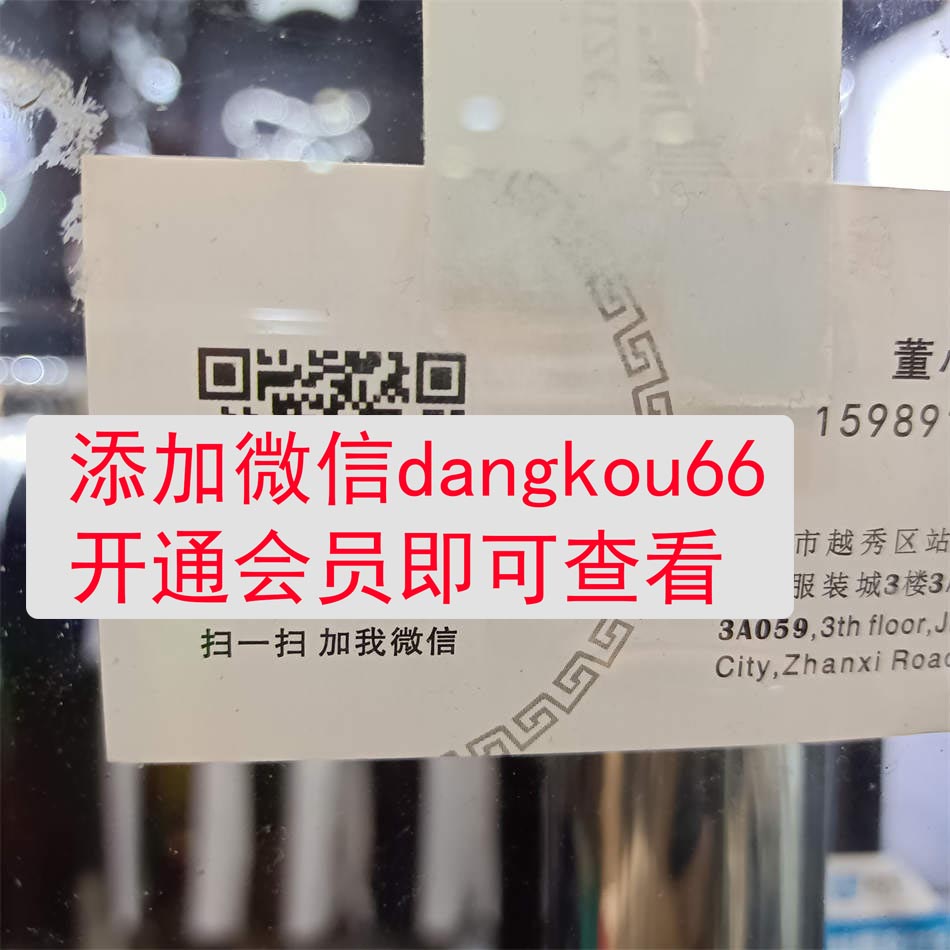 董
15989
添加微信dangkou66
开通会员即可查看
市越秀区站
服装城3楼3
3A059,3th floor,J
City,Zhanxi Road
扫一扫 加我微信